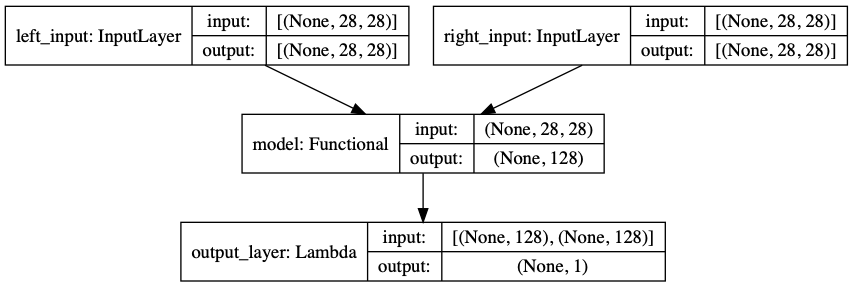 left_input: InputLayer
input: [(None, 28, 28)]
output: [(None, 28, 28)]
right_input: InputLayer
input: [(None, 28, 28)]
output: [(None, 28, 28)]
model: Functional
input: (None, 28, 28)
output: (None, 128)
output_layer: Lambda
input: [(None, 128), (None, 128)]
output: (None, 1)